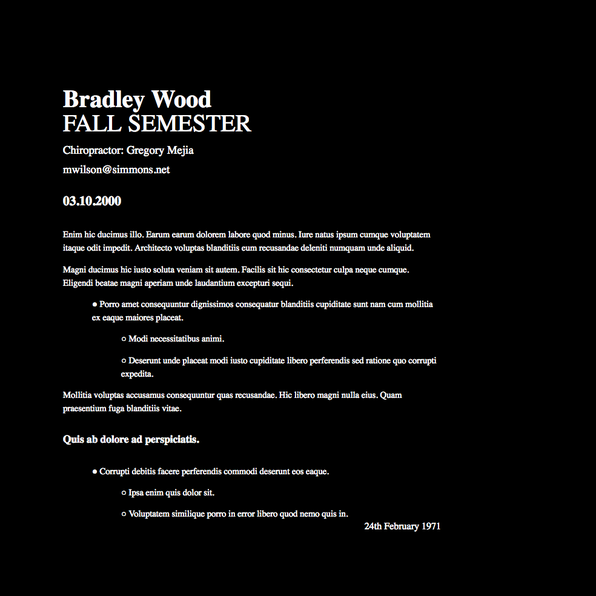 Bradley Wood
FALL SEMESTER
Chiropractor: Gregory Mejia
mwilson@simmons.net
03.10.2000
Enim hic ducimus illo. Earum earum dolorem labore quod minus. Iure natus ipsum cumque voluptatem
itaque odit impedit. Architecto voluptas blanditiis eum recusandae deleniti numquam unde aliquid.
Magni ducimus hic iusto soluta veniam sit autem. Facilis sit hic consectetur culpa neque cumque.
Eligendi beatae magni aperiam unde laudantium excepturi sequi.
● Porro amet consequuntur dignissimos consequatur blanditiis cupiditate sunt nam cum mollitia
ex eaque maiores placeat.
○ Modi necessitatibus animi.
○ Deserunt unde placeat modi iusto cupiditate libero perferendis sed ratione quo corrupti
expedita.
Mollitia voluptas accusamus consequuntur quas recusandae. Hic libero magni nulla eius. Quam
praesentium fuga blanditiis vitae.
Quis ab dolore ad perspiciatis.
● Corrupti debitis facere perferendis commodi deserunt eos eaque.
○ Ipsa enim quis dolor sit.
○ Voluptatem similique porro in error libero quod nemo quis in.
24th February 1971